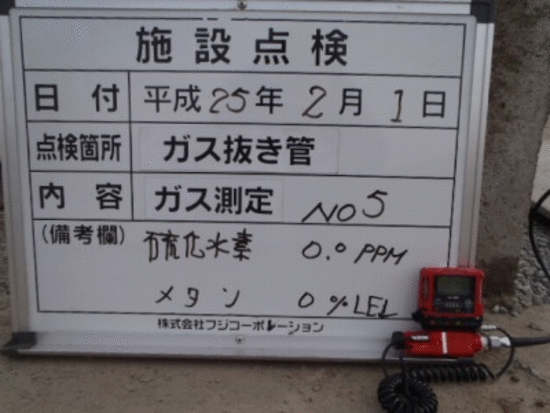 施設点検
日付 平成25年2月1日
点検箇所 ガス抜き管
内容 ガス測定 NO5
(備考欄) 硫化水素 0.0 PPM
メタン 0 %LEL
株式会社フジコーポレーション